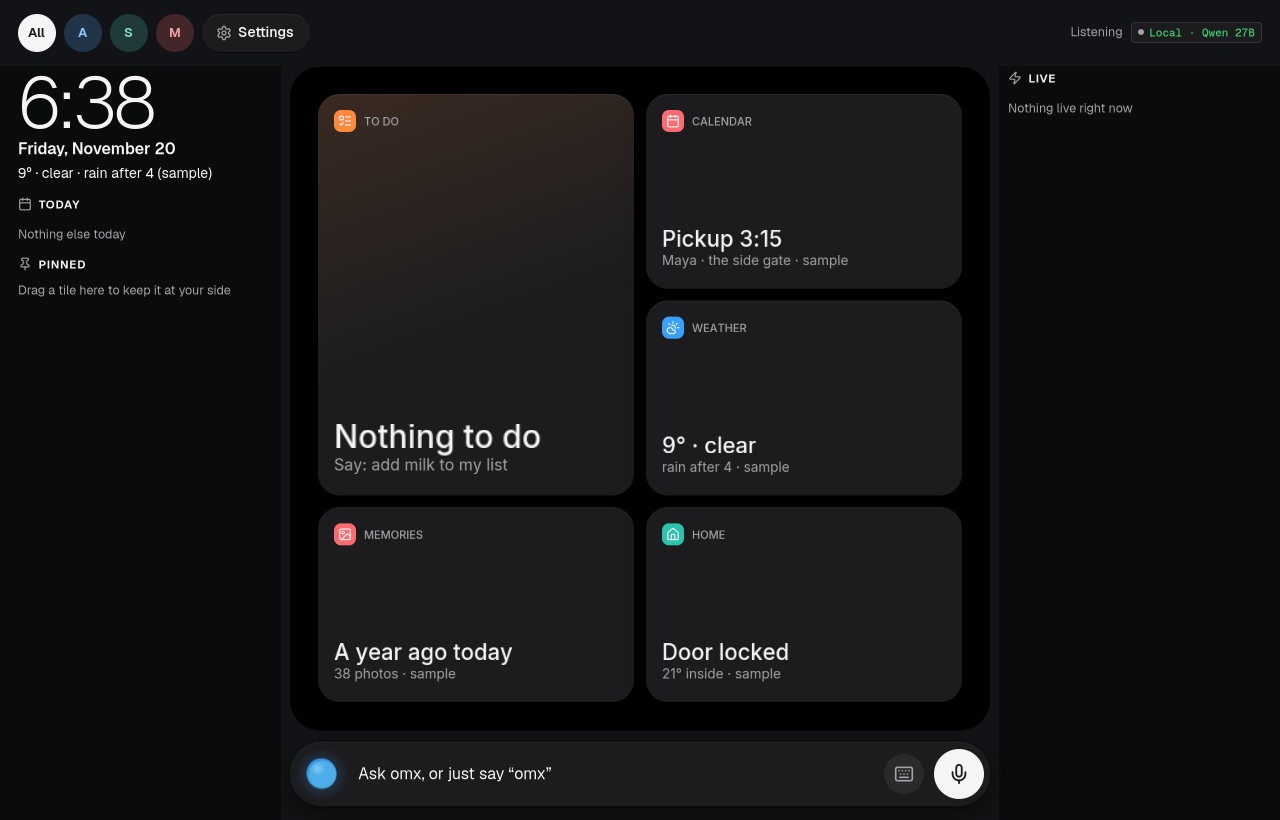 All A S M Settings
Listening Local · Qwen 27B
6:38
Friday, November 20
9° · clear · rain after 4 (sample)
TODAY
Nothing else today
PINNED
Drag a tile here to keep it at your side
TO DO
Nothing to do
Say: add milk to my list
CALENDAR
Pickup 3:15
Maya · the side gate · sample
WEATHER
9° · clear
rain after 4 · sample
MEMORIES
A year ago today
38 photos · sample
HOME
Door locked
21° inside · sample
LIVE
Nothing live right now
Ask omx, or just say “omx”